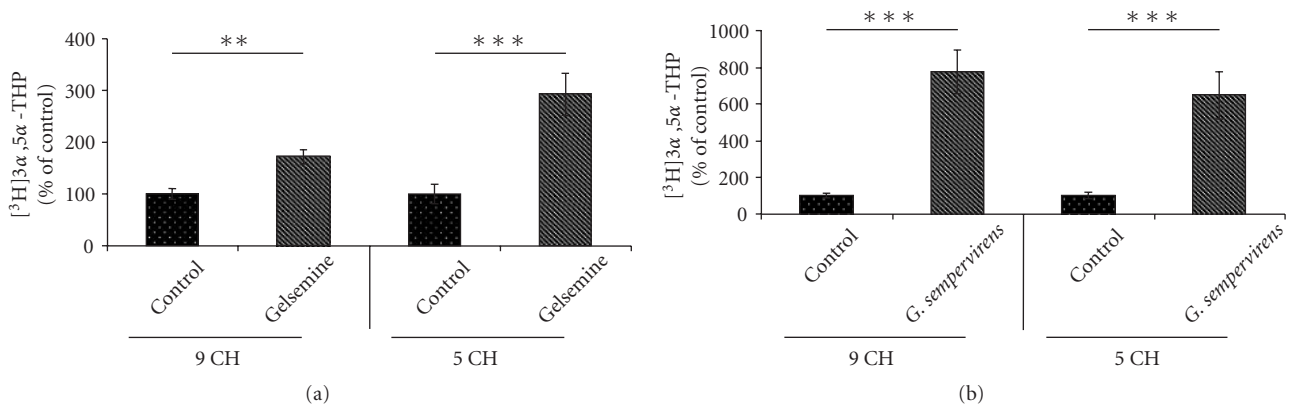 [³H]3α,5α-THP
(% of control)
400
300
200
100
0
**
***
Control
Gelsemine
Control
Gelsemine
9 CH
5 CH
(a)
[³H]3α,5α-THP
(% of control)
1000
800
600
400
200
0
***
***
Control
G. sempervirens
Control
G. sempervirens
9 CH
5 CH
(b)